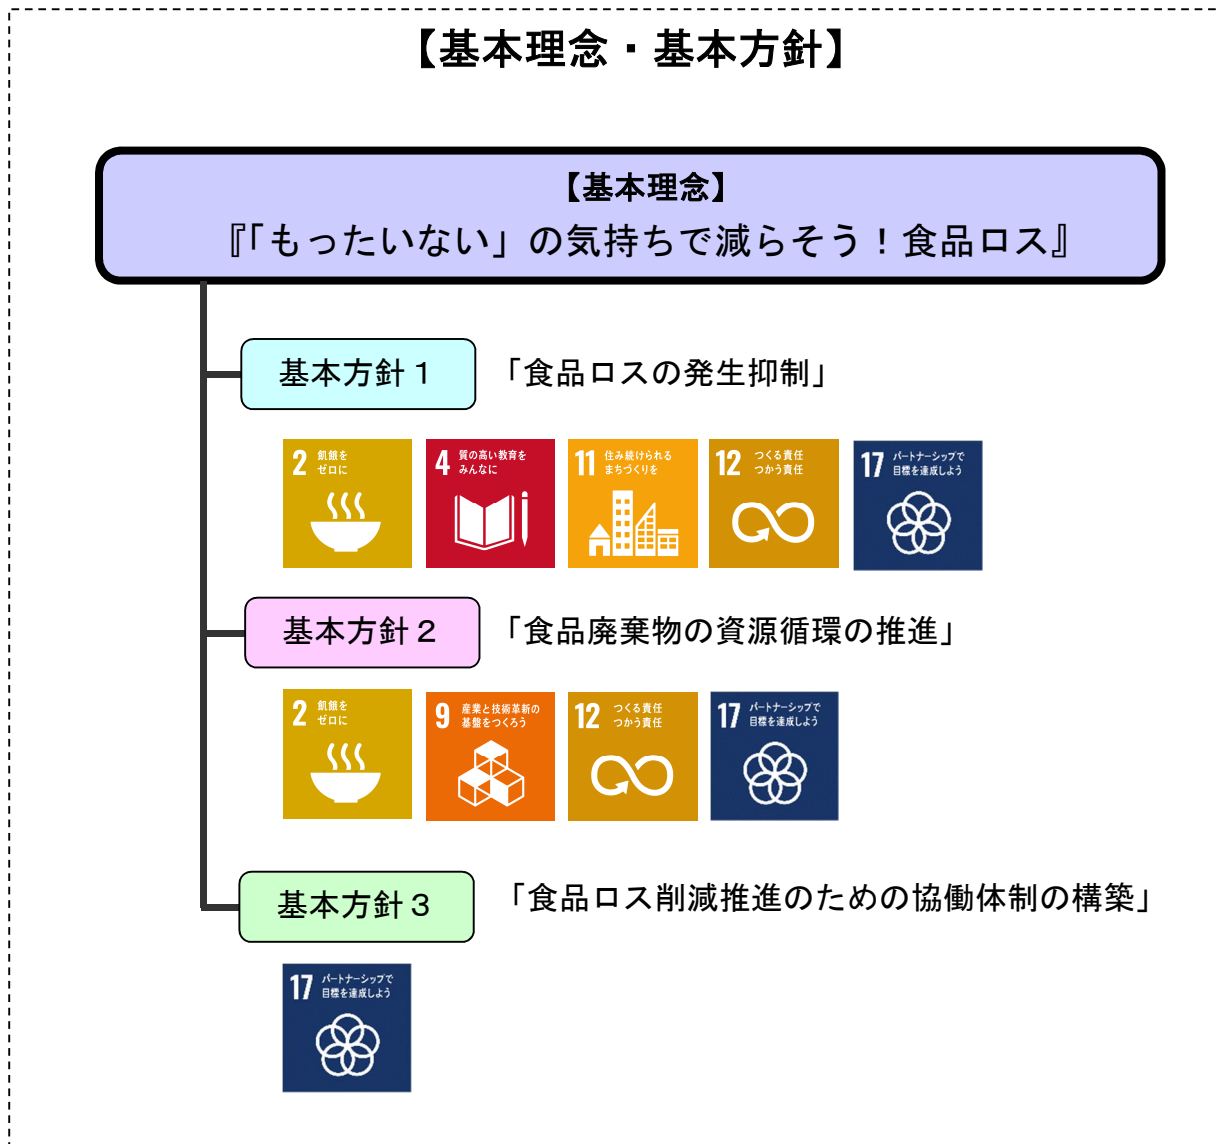 【基本理念・基本方針】
【基本理念】
『「もったいない」の気持ちで減らそう！食品ロス』
基本方針１
「食品ロスの発生抑制」
2 飢餓を
ゼロに
4 質の高い教育を
みんなに
11 住み続けられる
まちづくりを
12 つくる責任
つかう責任
17 パートナーシップで
目標を達成しよう
基本方針２
「食品廃棄物の資源循環の推進」
2 飢餓を
ゼロに
9 産業と技術革新の
基盤をつくろう
12 つくる責任
つかう責任
17 パートナーシップで
目標を達成しよう
基本方針３
「食品ロス削減推進のための協働体制の構築」
17 パートナーシップで
目標を達成しよう